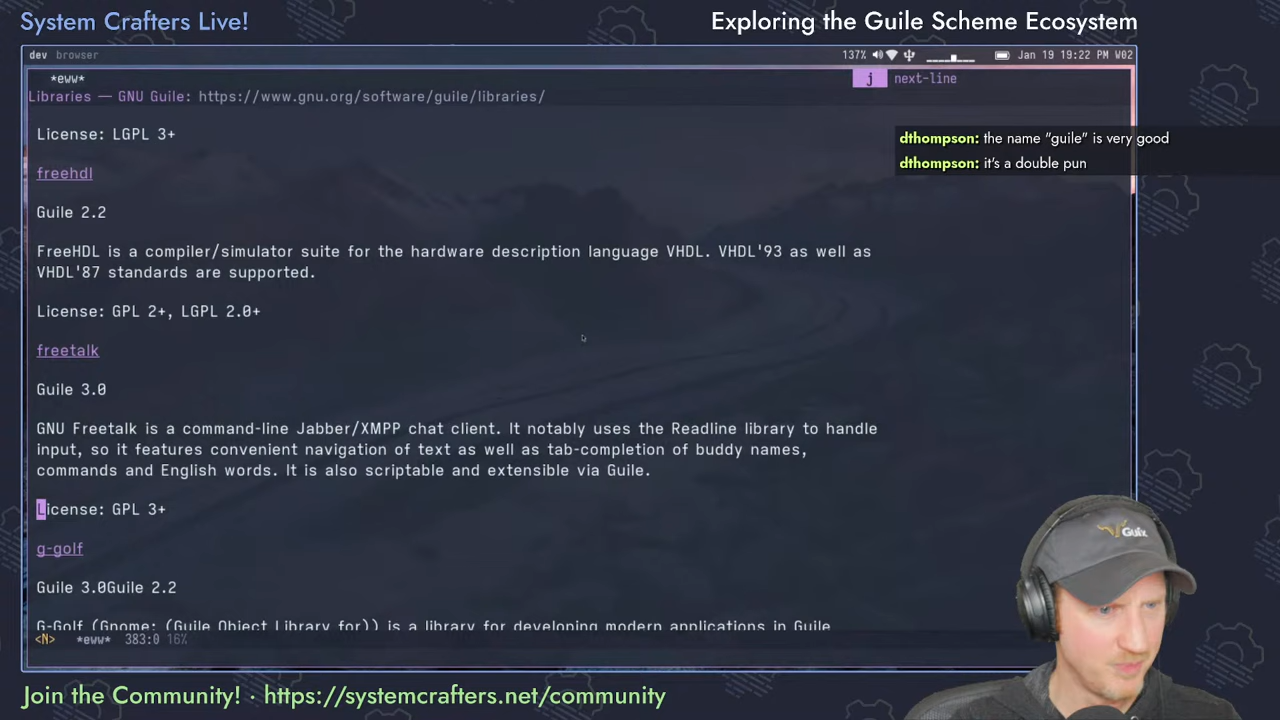 System Crafters Live!
Exploring the Guile Scheme Ecosystem
dev browser
137%
Jan 19 19:22 PM W02
*eww*
j next-line
Libraries — GNU Guile: https://www.gnu.org/software/guile/libraries/
License: LGPL 3+
dthompson: the name "guile" is very good
dthompson: it's a double pun
freehdl
Guile 2.2
FreeHDL is a compiler/simulator suite for the hardware description language VHDL. VHDL'93 as well as
VHDL'87 standards are supported.
License: GPL 2+, LGPL 2.0+
freetalk
Guile 3.0
GNU Freetalk is a command-line Jabber/XMPP chat client. It notably uses the Readline library to handle
input, so it features convenient navigation of text as well as tab-completion of buddy names,
commands and English words. It is also scriptable and extensible via Guile.
License: GPL 3+
g-golf
Guile 3.0Guile 2.2
G-Golf (Gnome: (Guile Object Library for)) is a library for developing modern applications in Guile
<N> *eww* 383:0 16%
Guix
Join the Community! · https://systemcrafters.net/community